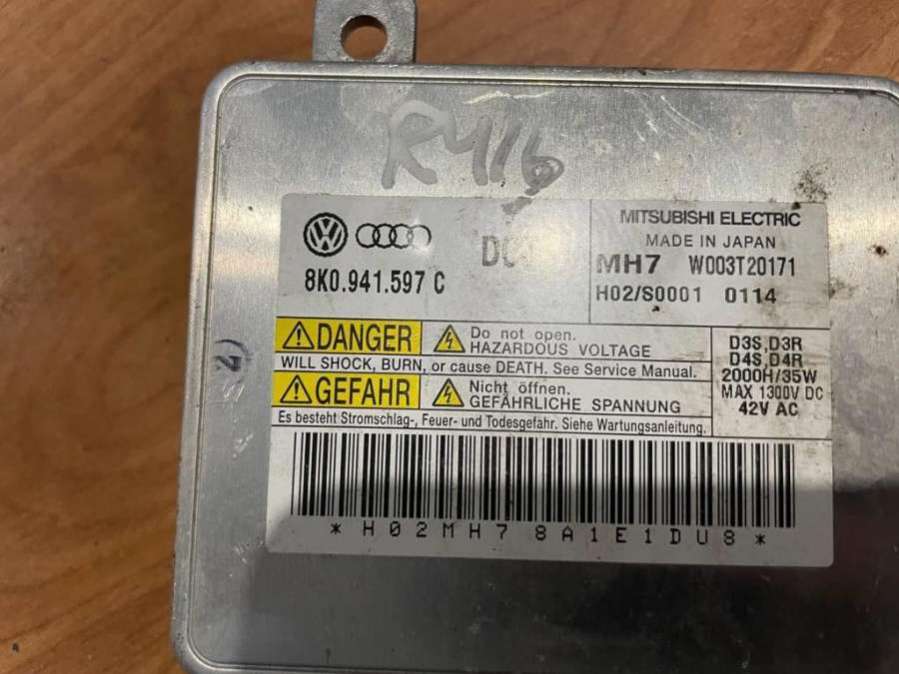 R416
MITSUBISHI ELECTRIC
MADE IN JAPAN
8K0.941.597 C
MH7 W003T20171
H02/S0001 0114
DANGER
Do not open.
HAZARDOUS VOLTAGE
WILL SHOCK, BURN, or cause DEATH. See Service Manual.
GEFAHR
Nicht öffnen.
GEFÄHRLICHE SPANNUNG
Es besteht Stromschlag-, Feuer- und Todesgefahr. Siehe Wartungsanleitung.
D3S,D3R
D4S,D4R
2000H/35W
MAX 1300V DC
42V AC
*H02MH78A1E1DU8*